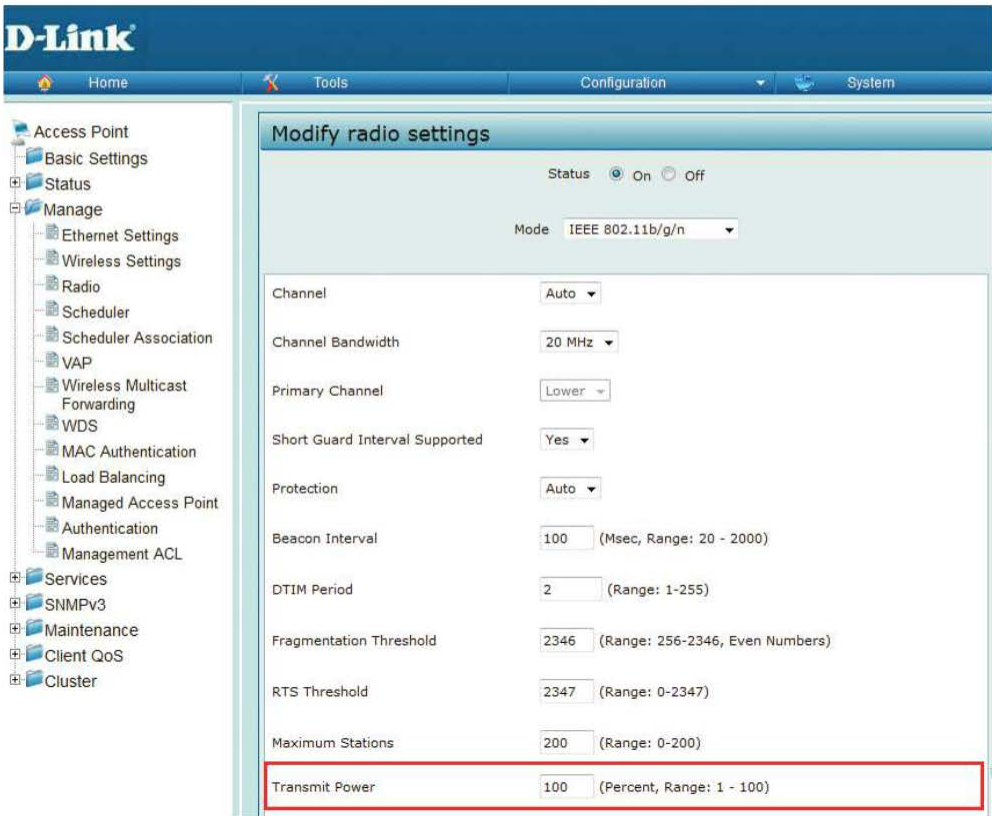 D-Link
Home Tools Configuration System
Access Point
Basic Settings
Status
Manage
Ethernet Settings
Wireless Settings
Radio
Scheduler
Scheduler Association
VAP
Wireless Multicast
Forwarding
WDS
MAC Authentication
Load Balancing
Managed Access Point
Authentication
Management ACL
Services
SNMPv3
Maintenance
Client QoS
Cluster
Modify radio settings
Status On Off
Mode IEEE 802.11b/g/n
Channel Auto
Channel Bandwidth 20 MHz
Primary Channel Lower
Short Guard Interval Supported Yes
Protection Auto
Beacon Interval 100 (Msec, Range: 20 - 2000)
DTIM Period 2 (Range: 1-255)
Fragmentation Threshold 2346 (Range: 256-2346, Even Numbers)
RTS Threshold 2347 (Range: 0-2347)
Maximum Stations 200 (Range: 0-200)
Transmit Power 100 (Percent, Range: 1 - 100)